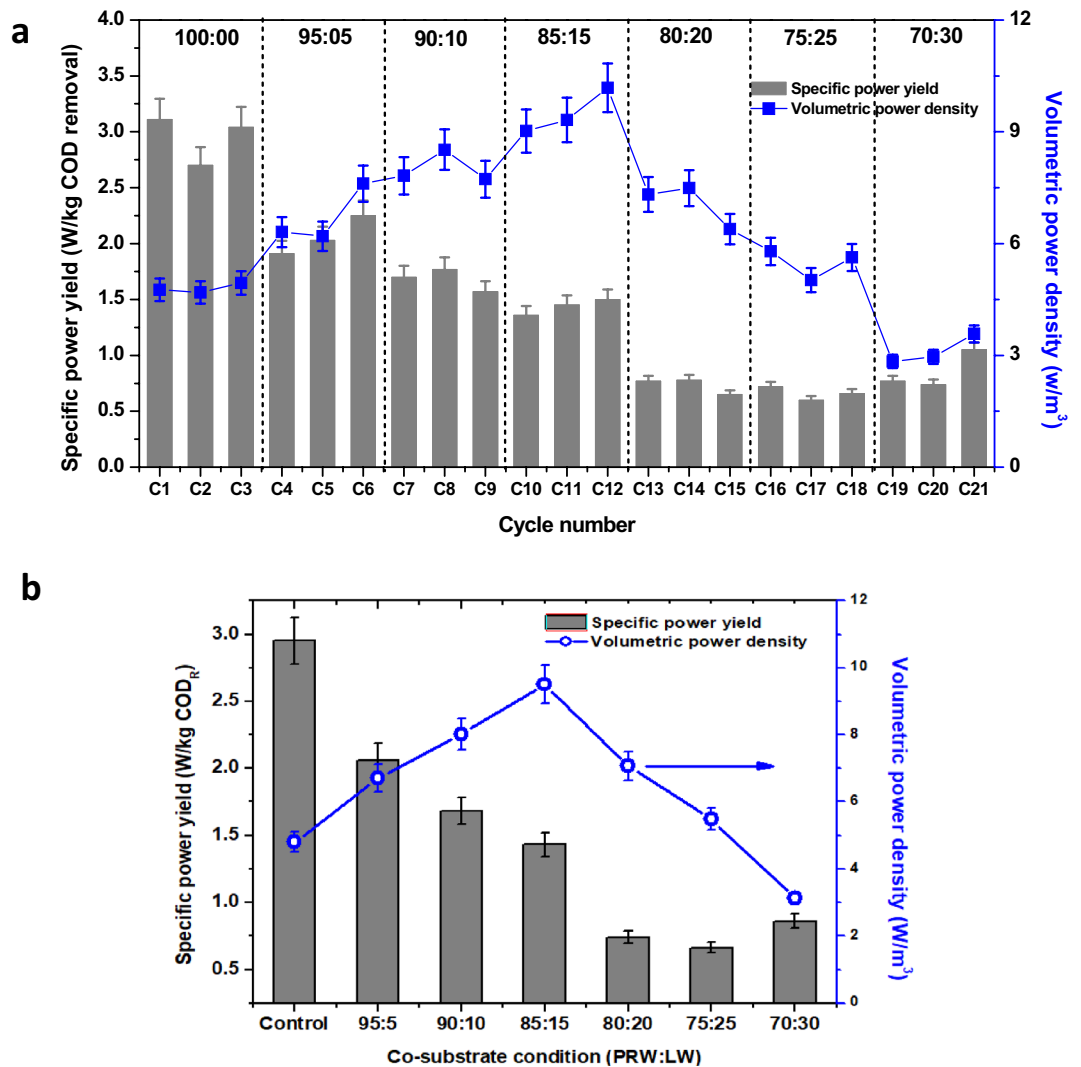 a
100:00 95:05 90:10 85:15 80:20 75:25 70:30
Specific power yield
Volumetric power density
Specific power yield (W/kg COD removal)
4.0
3.5
3.0
2.5
2.0
1.5
1.0
0.5
0.0
12
9
6
3
0
Volumetric power density (w/m³)
C1 C2 C3 C4 C5 C6 C7 C8 C9 C10 C11 C12 C13 C14 C15 C16 C17 C18 C19 C20 C21
Cycle number
b
Specific power yield
Volumetric power density
Specific power yield (W/kg COD_R)
3.0
2.5
2.0
1.5
1.0
0.5
12
10
8
6
4
2
0
Volumetric power density (W/m³)
Control 95:5 90:10 85:15 80:20 75:25 70:30
Co-substrate condition (PRW:LW)